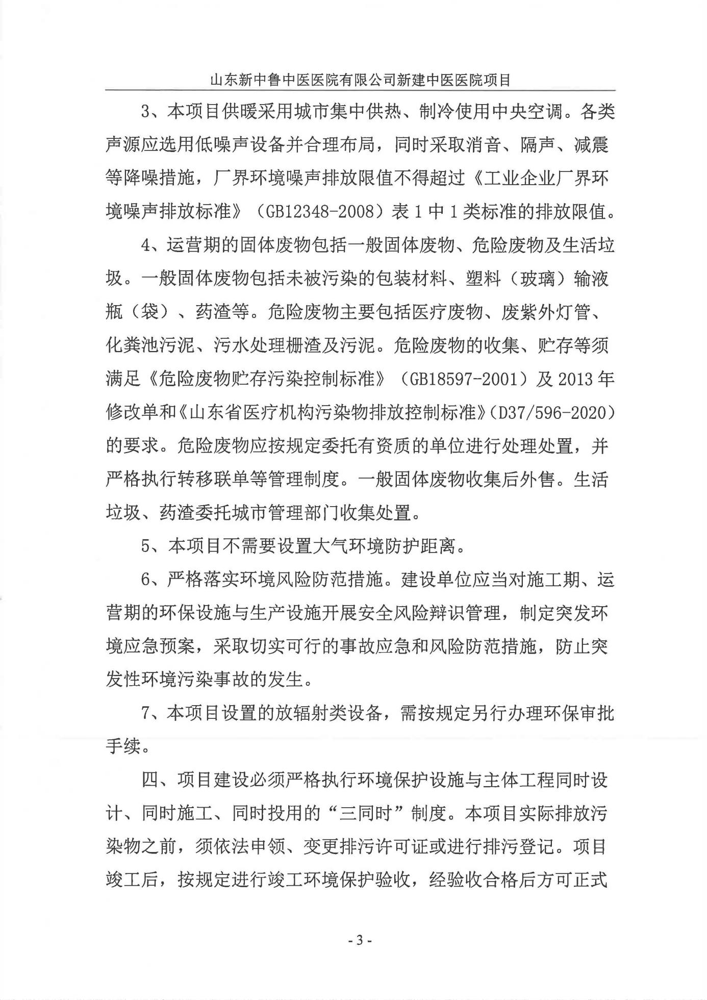 山东新中鲁中医医院有限公司新建中医医院项目
3、本项目供暖采用城市集中供热、制冷使用中央空调。各类
声源应选用低噪声设备并合理布局，同时采取消音、隔声、减震
等降噪措施，厂界环境噪声排放限值不得超过《工业企业厂界环
境噪声排放标准》（GB12348-2008）表 1 中 1 类标准的排放限值。
4、运营期的固体废物包括一般固体废物、危险废物及生活垃
圾。一般固体废物包括未被污染的包装材料、塑料（玻璃）输液
瓶（袋）、药渣等。危险废物主要包括医疗废物、废紫外灯管、
化粪池污泥、污水处理栅渣及污泥。危险废物的收集、贮存等须
满足《危险废物贮存污染控制标准》（GB18597-2001）及 2013 年
修改单和《山东省医疗机构污染物排放控制标准》（D37/596-2020）
的要求。危险废物应按规定委托有资质的单位进行处理处置，并
严格执行转移联单等管理制度。一般固体废物收集后外售。生活
垃圾、药渣委托城市管理部门收集处置。
5、本项目不需要设置大气环境防护距离。
6、严格落实环境风险防范措施。建设单位应当对施工期、运
营期的环保设施与生产设施开展安全风险辩识管理，制定突发环
境应急预案，采取切实可行的事故应急和风险防范措施，防止突
发性环境污染事故的发生。
7、本项目设置的放辐射类设备，需按规定另行办理环保审批
手续。
四、项目建设必须严格执行环境保护设施与主体工程同时设
计、同时施工、同时投用的“三同时”制度。本项目实际排放污
染物之前，须依法申领、变更排污许可证或进行排污登记。项目
竣工后，按规定进行竣工环境保护验收，经验收合格后方可正式
- 3 -